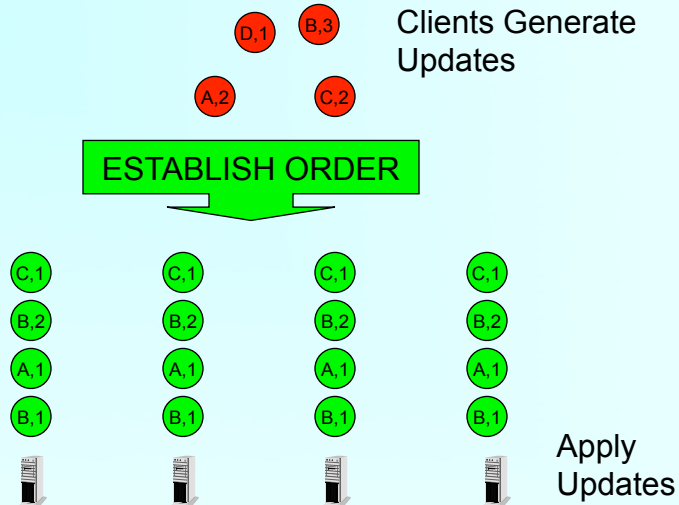 D,1 B,3 Clients Generate
Updates
A,2 C,2
ESTABLISH ORDER
C,1 C,1 C,1 C,1
B,2 B,2 B,2 B,2
A,1 A,1 A,1 A,1
B,1 B,1 B,1 B,1
Apply
Updates